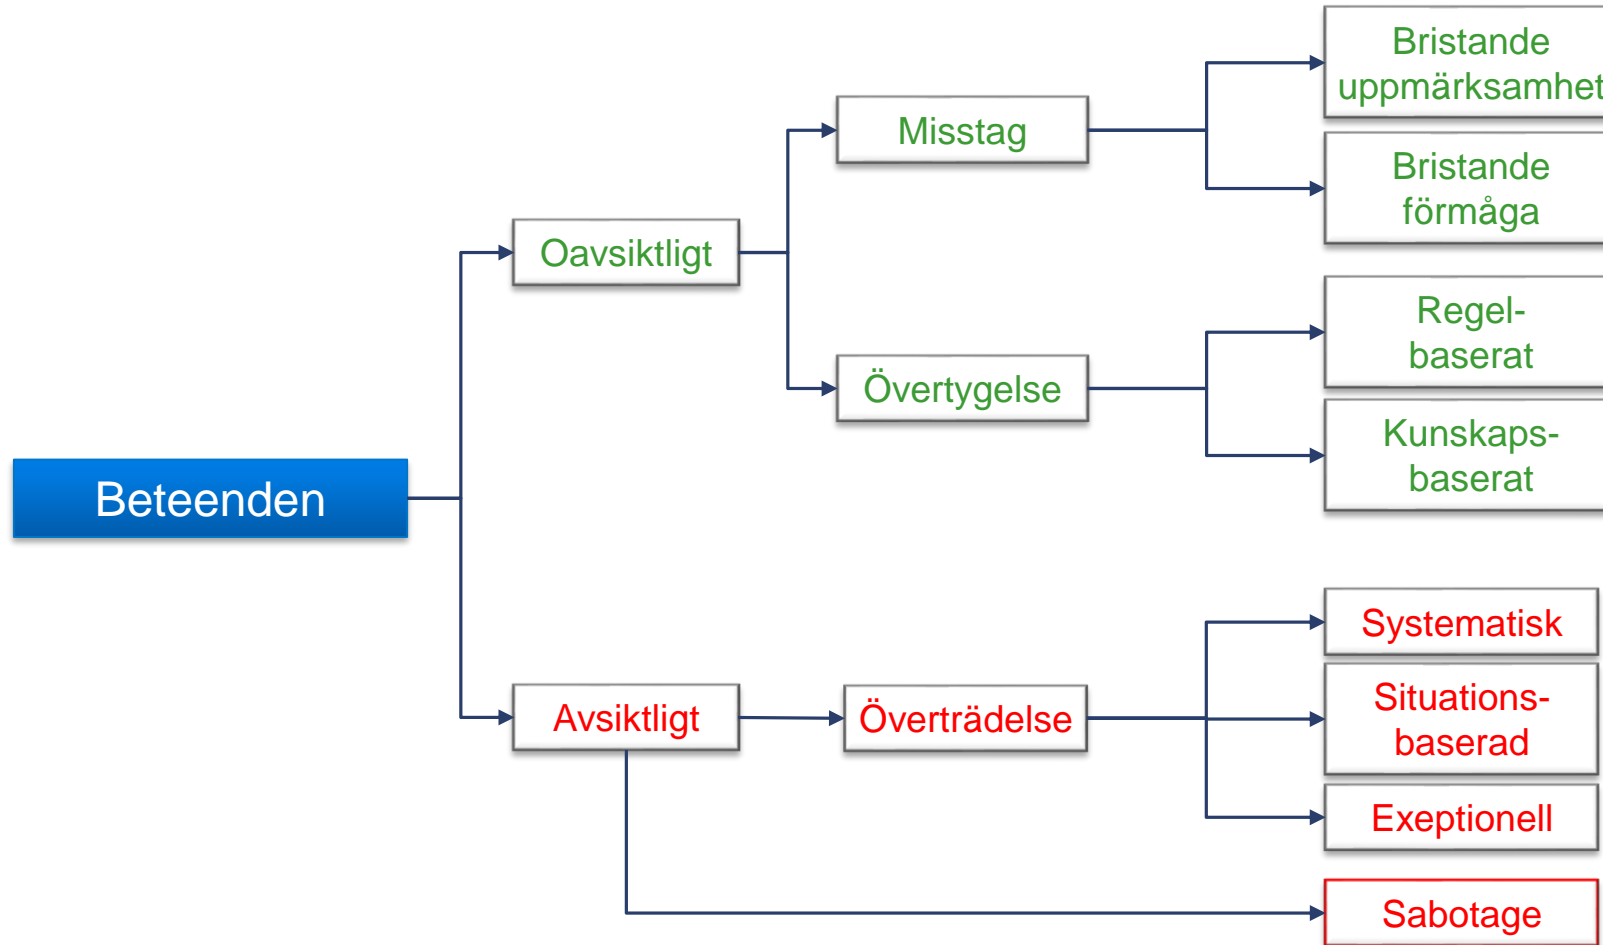 Bristande
uppmärksamhet
Misstag
Bristande
förmåga
Oavsiktligt
Regel-
baserat
Övertygelse
Kunskaps-
baserat
Beteenden
Systematisk
Situations-
baserad
Avsiktligt
Överträdelse
Exeptionell
Sabotage